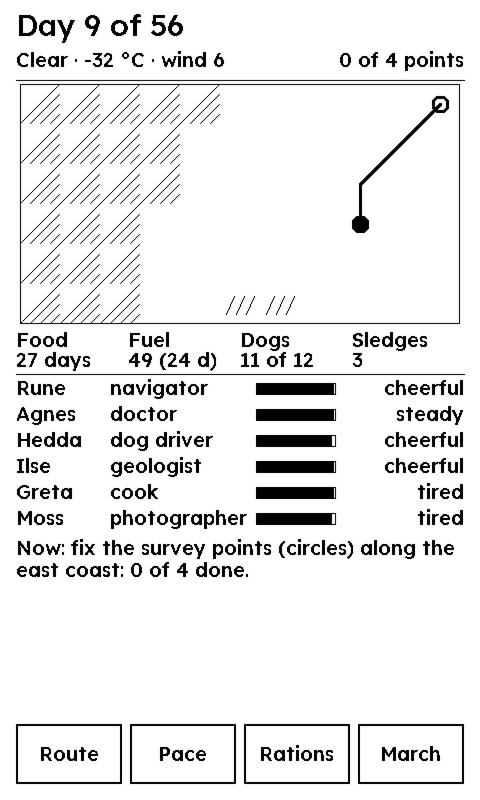 Day 9 of 56
Clear · -32 °C · wind 6 0 of 4 points
Food Fuel Dogs Sledges
27 days 49 (24 d) 11 of 12 3
Rune navigator cheerful
Agnes doctor steady
Hedda dog driver cheerful
Ilse geologist cheerful
Greta cook tired
Moss photographer tired
Now: fix the survey points (circles) along the
east coast: 0 of 4 done.
Route Pace Rations March